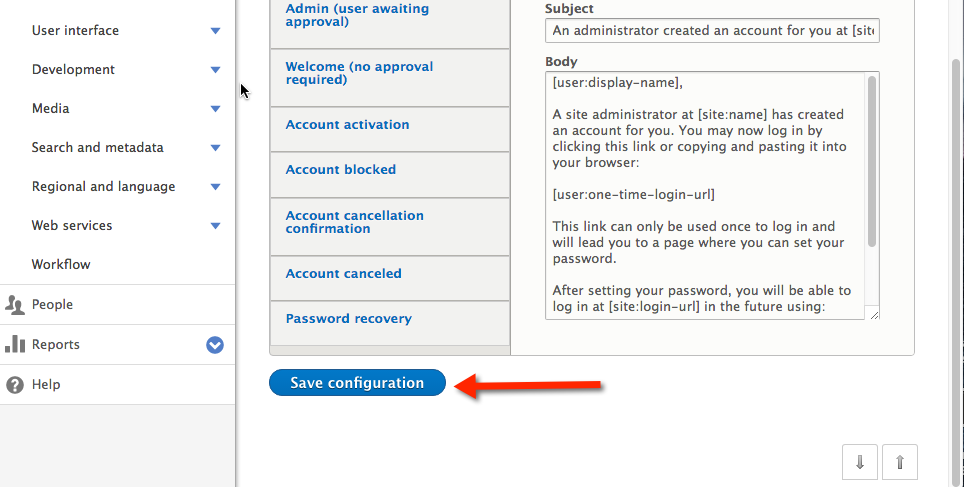 User interface
Development
Media
Search and metadata
Regional and language
Web services
Workflow
People
Reports
Help
Admin (user awaiting
approval)
Welcome (no approval
required)
Account activation
Account blocked
Account cancellation
confirmation
Account canceled
Password recovery
Subject
An administrator created an account for you at [sit
Body
[user:display-name],
A site administrator at [site:name] has created
an account for you. You may now log in by
clicking this link or copying and pasting it into
your browser:
[user:one-time-login-url]
This link can only be used once to log in and
will lead you to a page where you can set your
password.
After setting your password, you will be able to
log in at [site:login-url] in the future using:
Save configuration